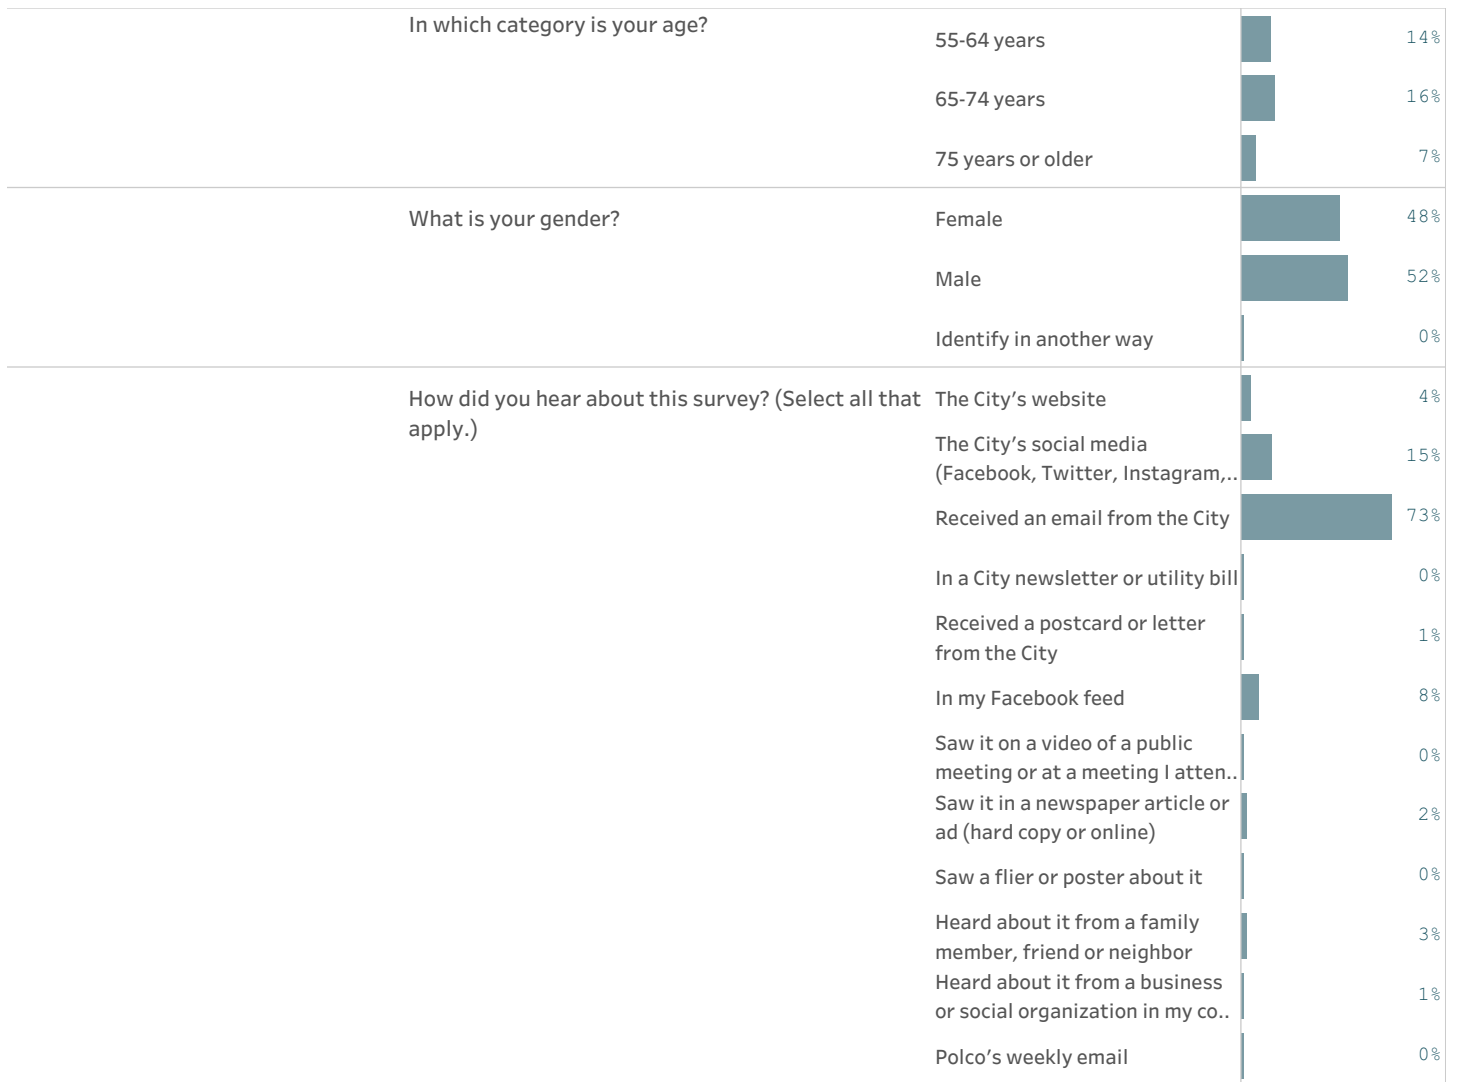 In which category is your age?
55-64 years
14%
65-74 years
16%
75 years or older
7%
What is your gender?
Female
48%
Male
52%
Identify in another way
0%
How did you hear about this survey? (Select all that
apply.)
The City’s website
4%
The City’s social media
(Facebook, Twitter, Instagram,..
15%
Received an email from the City
73%
In a City newsletter or utility bill
0%
Received a postcard or letter
from the City
1%
In my Facebook feed
8%
Saw it on a video of a public
meeting or at a meeting I atten..
0%
Saw it in a newspaper article or
ad (hard copy or online)
2%
Saw a flier or poster about it
0%
Heard about it from a family
member, friend or neighbor
3%
Heard about it from a business
or social organization in my co..
1%
Polco’s weekly email
0%